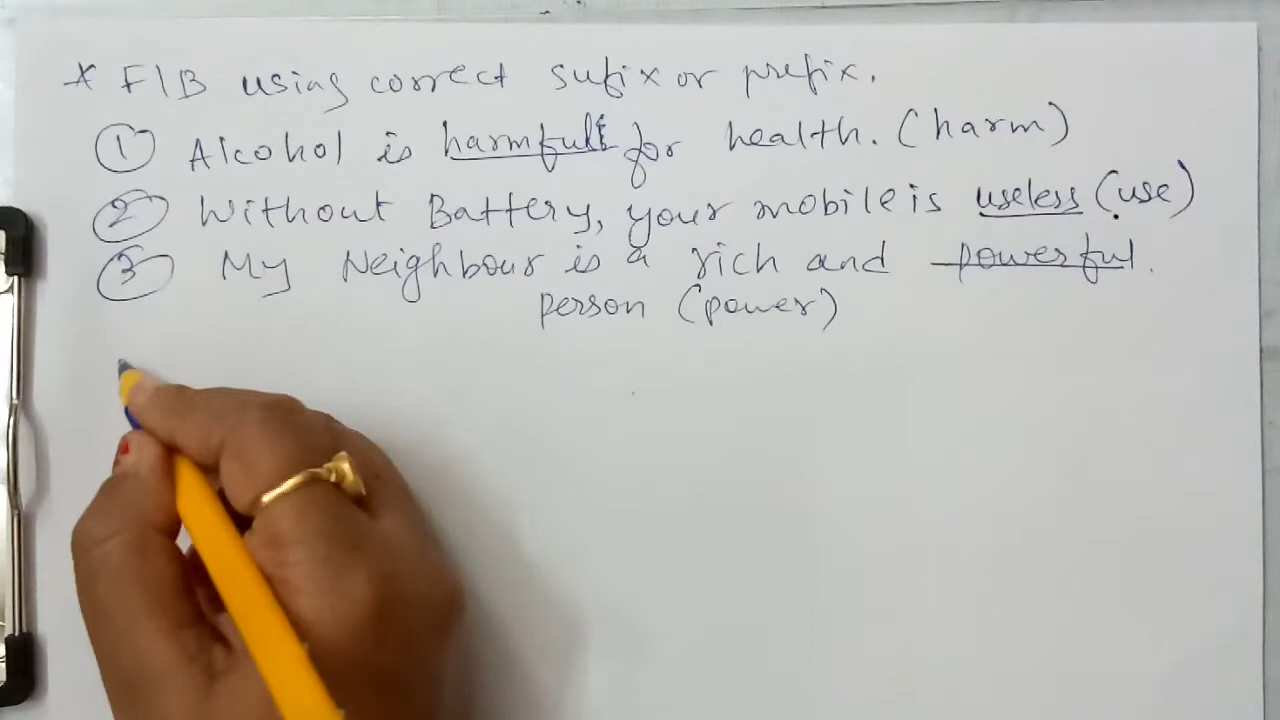 * FIB using correct sufix or prefix.
① Alcohol is harmfull for health. (harm)
② Without Battery, your mobile is useless (use)
③ My Neighbour is a rich and powerful.
person (power)